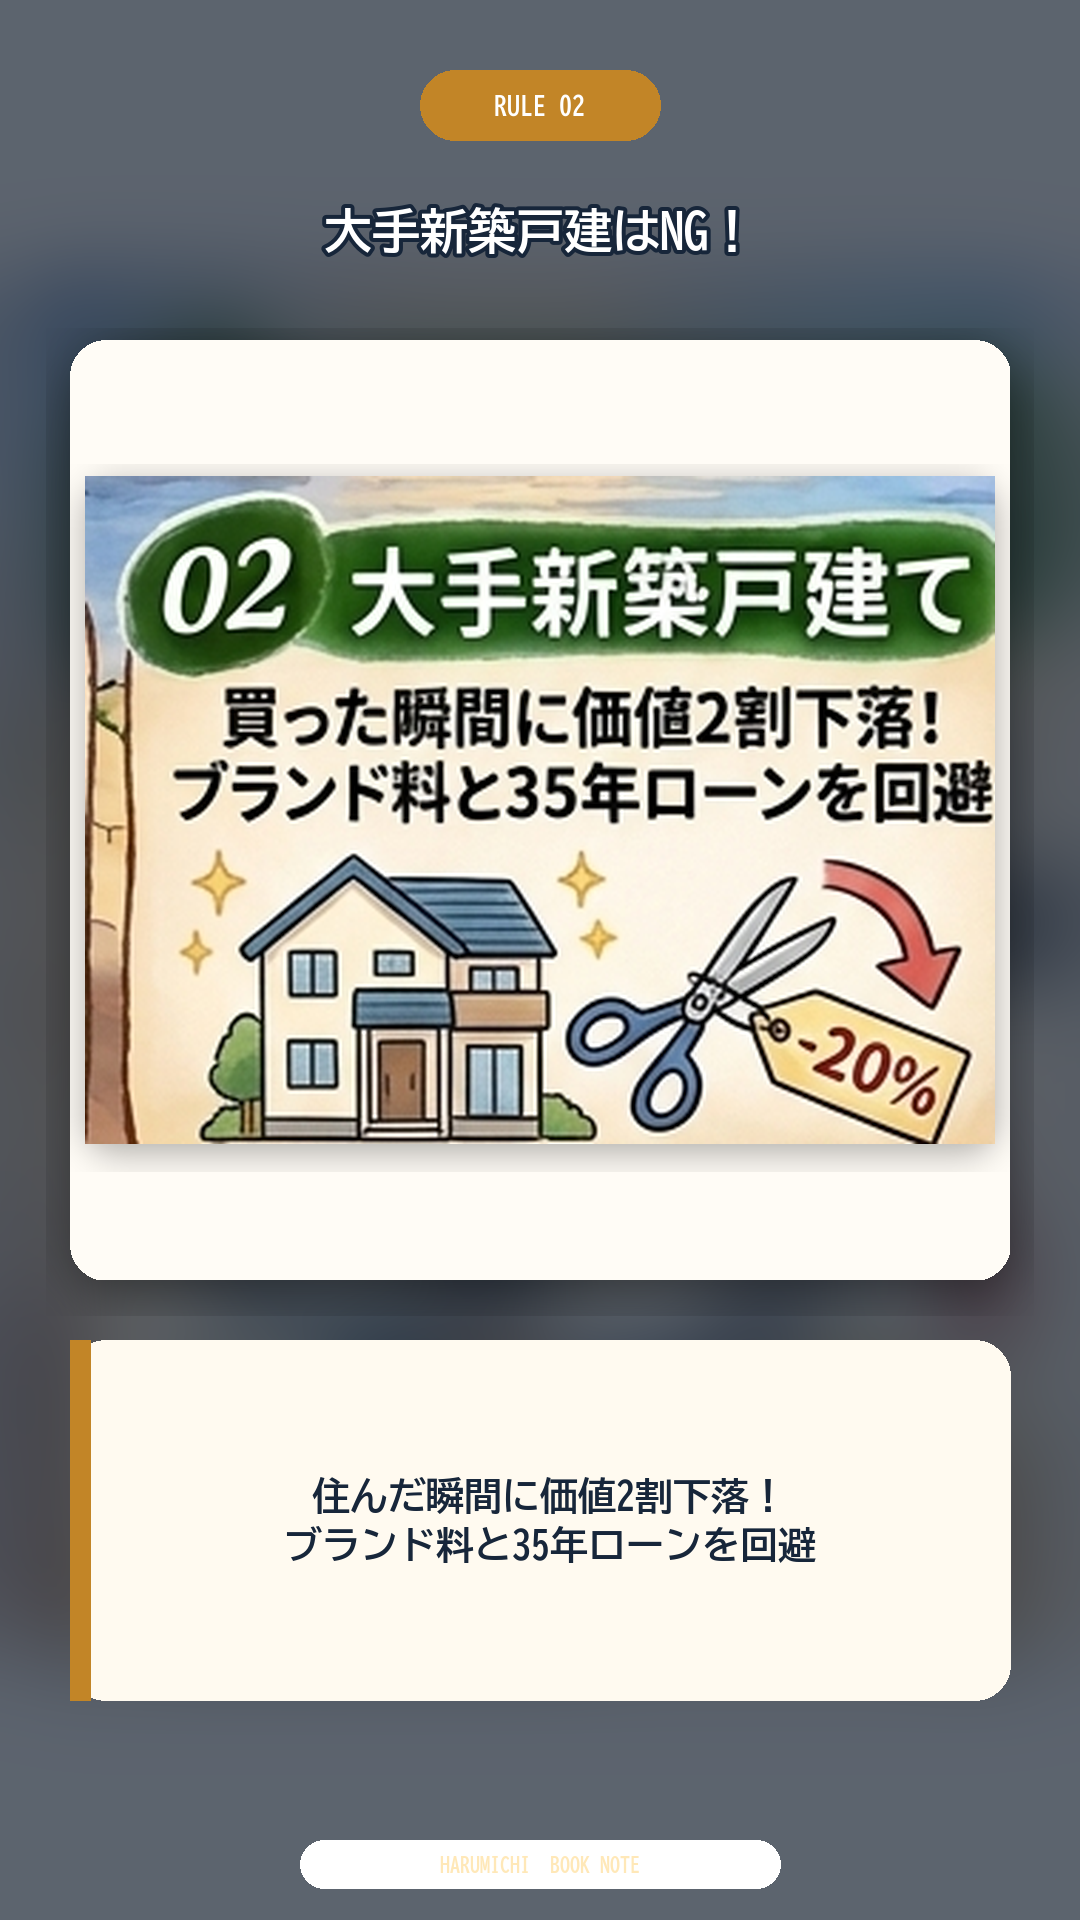 RULE 02
大手新築戸建はNG！
02 大手新築戸建て
買った瞬間に価値2割下落！
ブランド料と35年ローンを回避
-20%
住んだ瞬間に価値2割下落！
ブランド料と35年ローンを回避
HARUMICHI BOOK NOTE